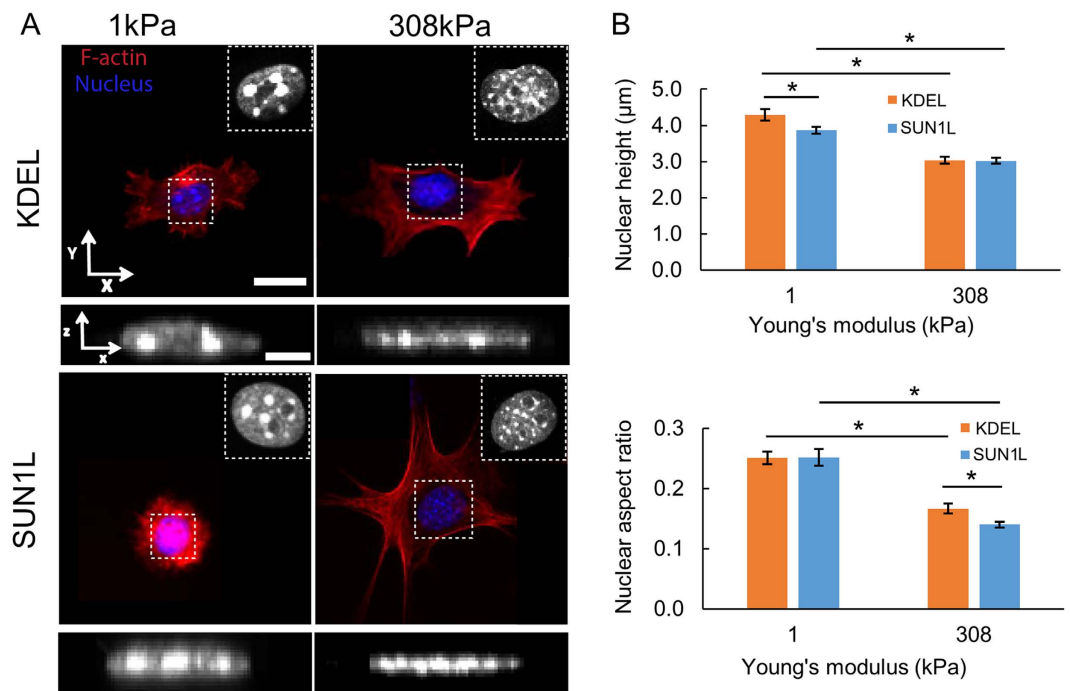 A
1kPa
308kPa
F-actin
Nucleus
KDEL
Y
X
z
x
SUN1L
B
*
*
*
KDEL
SUN1L
Nuclear height (μm)
5.0
4.0
3.0
2.0
1.0
0.0
1
308
Young's modulus (kPa)
*
*
*
KDEL
SUN1L
Nuclear aspect ratio
0.3
0.2
0.1
0.0
1
308
Young's modulus (kPa)